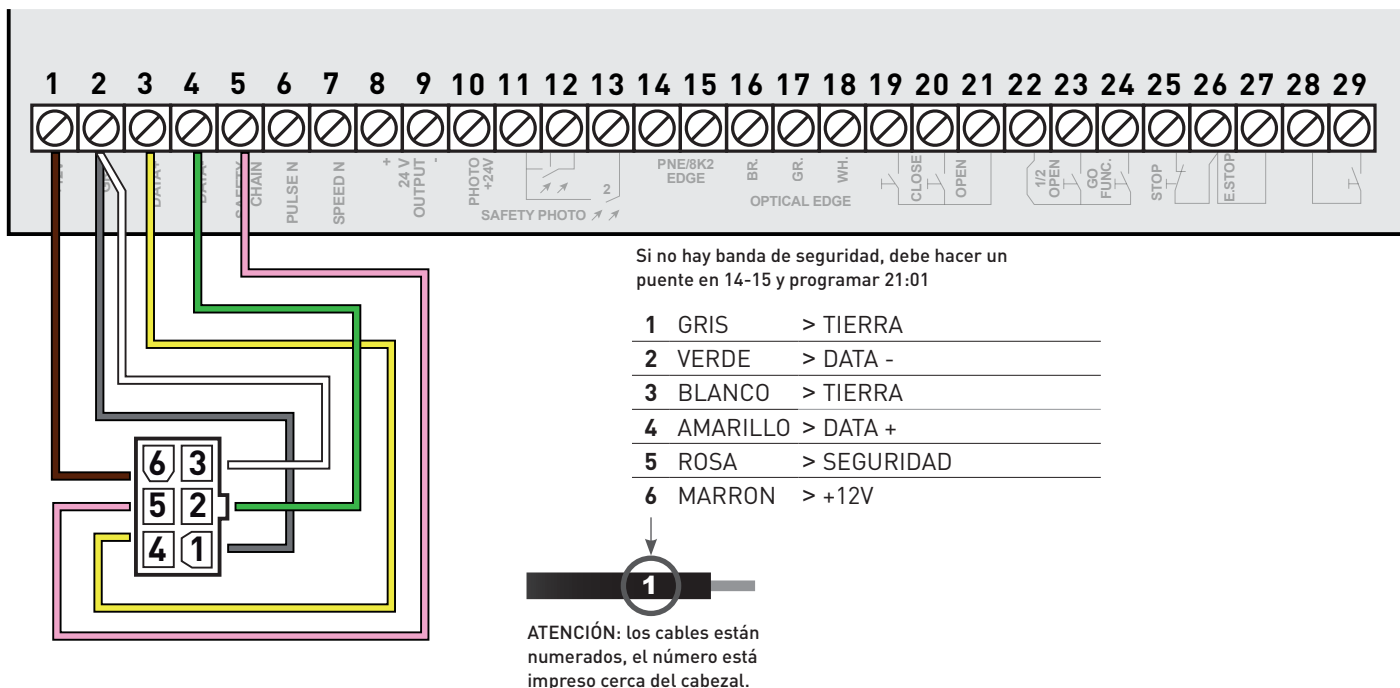 1 2 3 4 5 6 7 8 9 10 11 12 13 14 15 16 17 18 19 20 21 22 23 24 25 26 27 28 29
DATA+
SAFETY
CHAIN
PULSE N
SPEED N
+
24 V
OUTPUT
-
PHOTO
+24V
2
SAFETY PHOTO
PNE/8K2
EDGE
BR.
GR.
WH.
OPTICAL EDGE
CLOSE
OPEN
1/2
OPEN
GO
FUNC.
STOP
E.STOP
Si no hay banda de seguridad, debe hacer un
puente en 14-15 y programar 21:01
1 GRIS > TIERRA
2 VERDE > DATA -
3 BLANCO > TIERRA
4 AMARILLO > DATA +
5 ROSA > SEGURIDAD
6 MARRON > +12V
6 3
5 2
4 1
1
ATENCIÓN: los cables están
numerados, el número está
impreso cerca del cabezal.